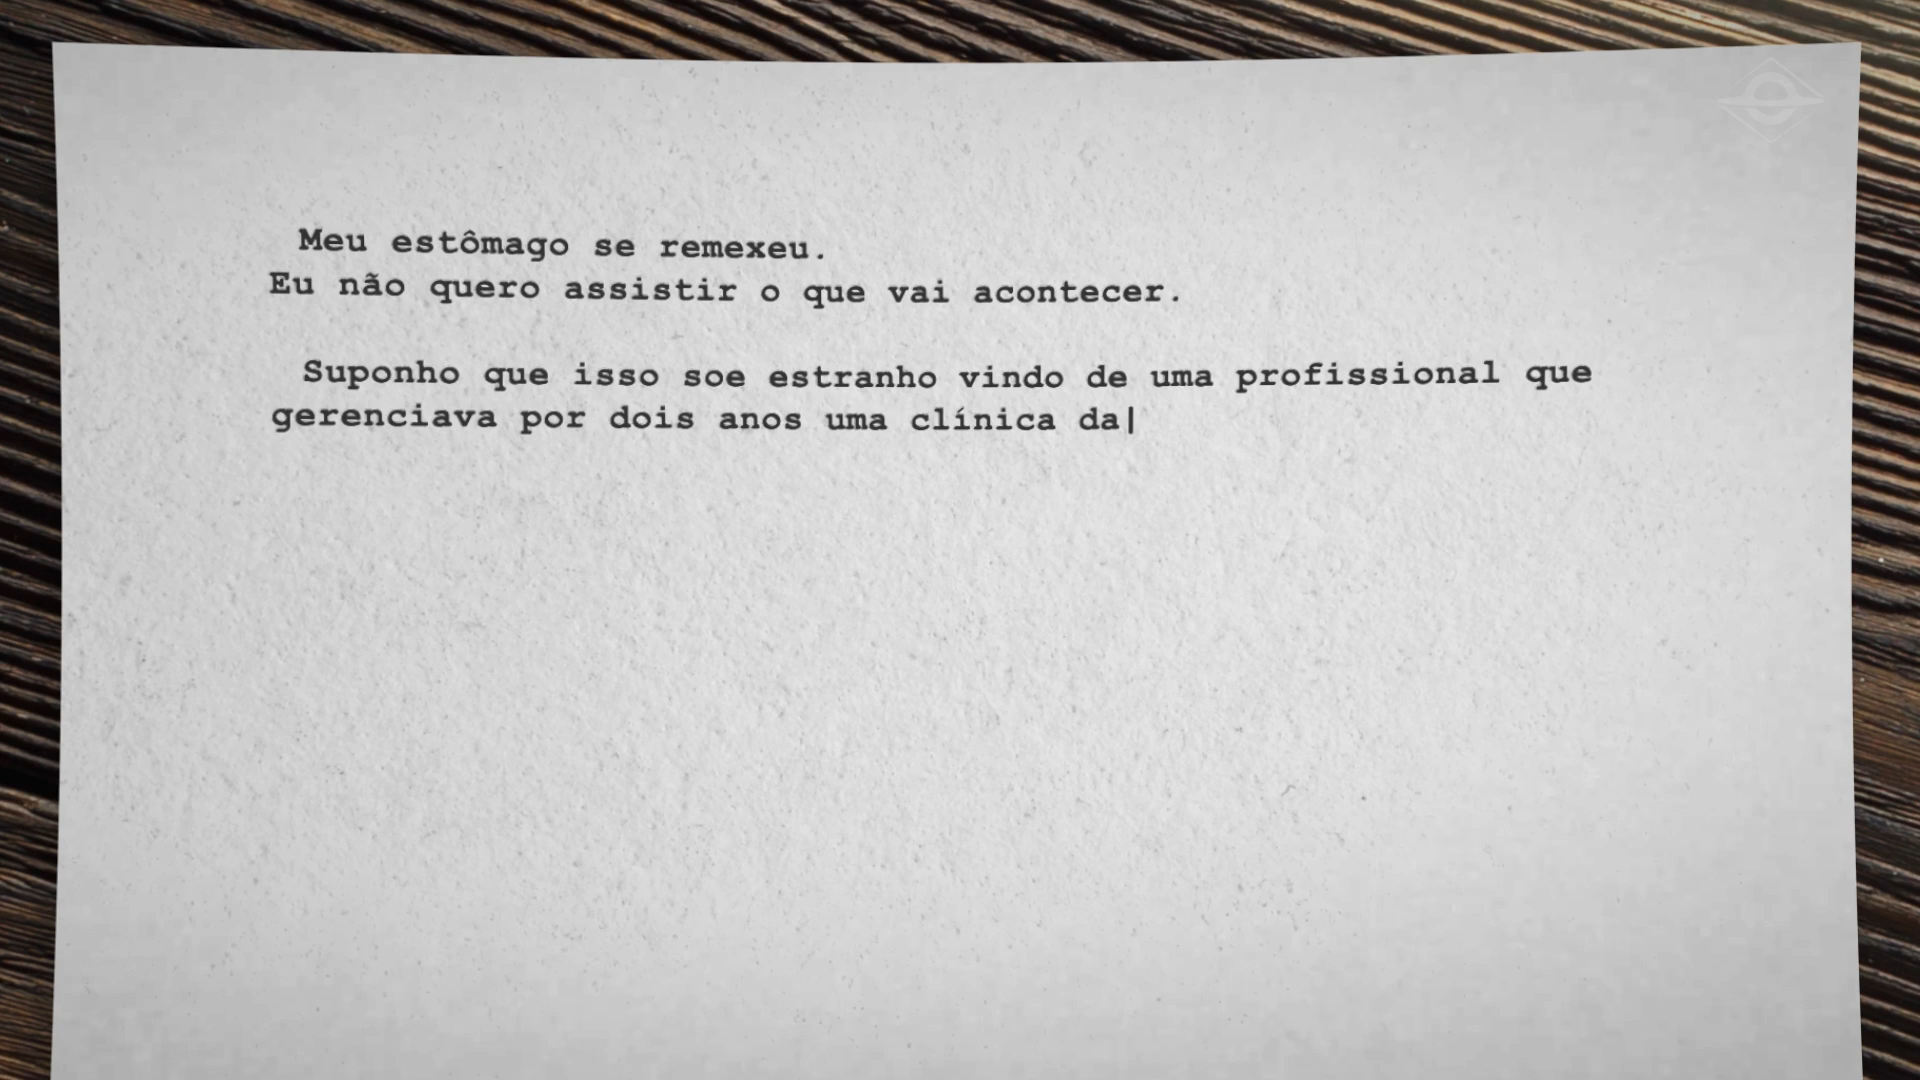 Meu estômago se remexeu.
Eu não quero assistir o que vai acontecer.
Suponho que isso soe estranho vindo de uma profissional que
gerenciava por dois anos uma clínica da|